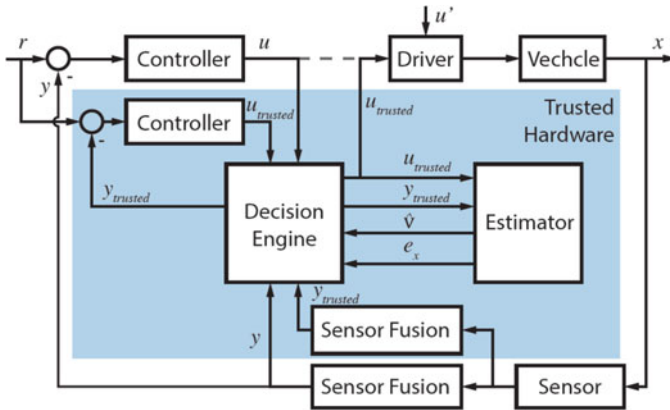 u'
r
Controller
u
Driver
Vechcle
x
y
-
Trusted
Hardware
u_trusted
Controller
u_trusted
-
u_trusted
y_trusted
y_trusted
Decision
Engine
v̂
Estimator
e_x
y_trusted
Sensor Fusion
y
Sensor Fusion
Sensor